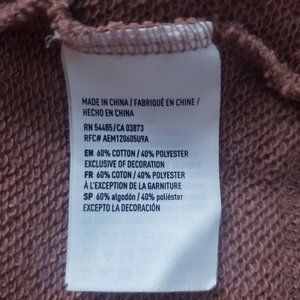 MADE IN CHINA / FABRIQUÉ EN CHINE /
HECHO EN CHINA
RN 54485/CA 03873
RFC# AEM120605U9A
EN 60% COTTON / 40% POLYESTER
EXCLUSIVE OF DECORATION
FR 60% COTON / 40% POLYESTER
À L'EXCEPTION DE LA GARNITURE
SP 60% algodón / 40% poliéster
EXCEPTO LA DECORACIÓN